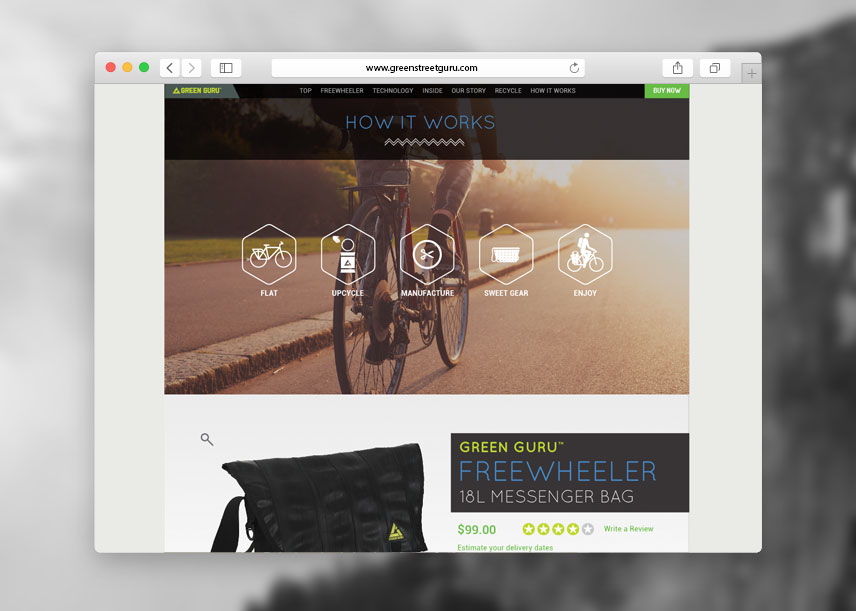 www.greenstreetguru.com
GREEN GURU™ TOP FREEWHEELER TECHNOLOGY INSIDE OUR STORY RECYCLE HOW IT WORKS BUY NOW
HOW IT WORKS
FLAT UPCYCLE MANUFACTURE SWEET GEAR ENJOY
GREEN GURU™
FREEWHEELER
18L MESSENGER BAG
$99.00 Write a Review
Estimate your delivery dates